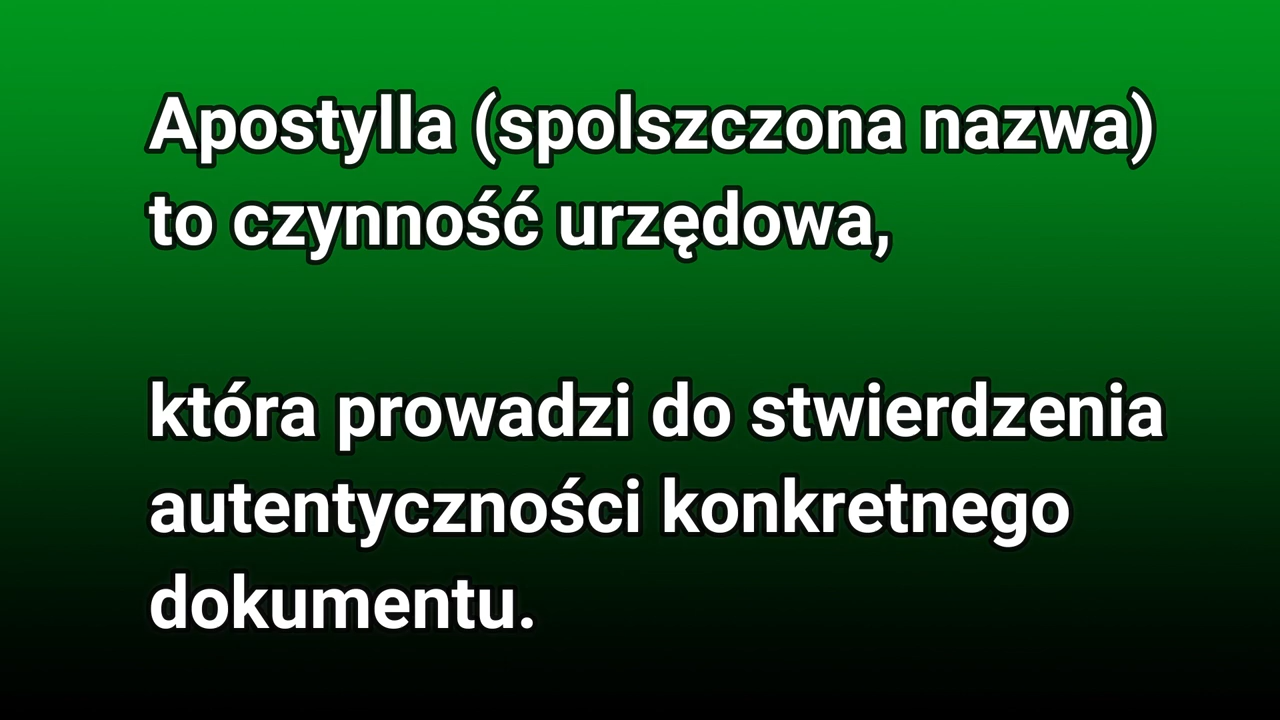 Apostylla (spolszczona nazwa)
to czynność urzędowa,
która prowadzi do stwierdzenia
autentyczności konkretnego
dokumentu.